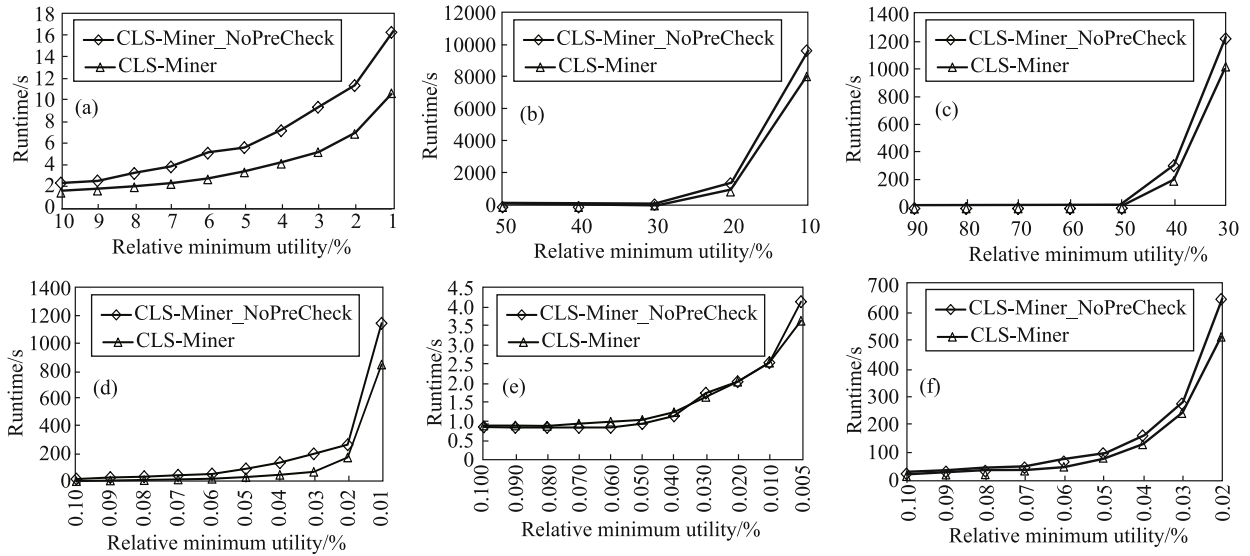 18
16
14
12
10
8
6
4
2
0
Runtime/s
CLS-Miner_NoPreCheck
CLS-Miner
(a)
10 9 8 7 6 5 4 3 2 1
Relative minimum utility/%
12000
10000
8000
6000
4000
2000
0
Runtime/s
CLS-Miner_NoPreCheck
CLS-Miner
(b)
50 40 30 20 10
Relative minimum utility/%
1400
1200
1000
800
600
400
200
0
Runtime/s
CLS-Miner_NoPreCheck
CLS-Miner
(c)
90 80 70 60 50 40 30
Relative minimum utility/%
1400
1200
1000
800
600
400
200
0
Runtime/s
CLS-Miner_NoPreCheck
CLS-Miner
(d)
0.10 0.09 0.08 0.07 0.06 0.05 0.04 0.03 0.02 0.01
Relative minimum utility/%
4.5
4.0
3.5
3.0
2.5
2.0
1.5
1.0
0.5
0
Runtime/s
CLS-Miner_NoPreCheck
CLS-Miner
(e)
0.100 0.090 0.080 0.070 0.060 0.050 0.040 0.030 0.020 0.010 0.005
Relative minimum utility/%
700
600
500
400
300
200
100
0
Runtime/s
CLS-Miner_NoPreCheck
CLS-Miner
(f)
0.10 0.09 0.08 0.07 0.06 0.05 0.04 0.03 0.02
Relative minimum utility/%